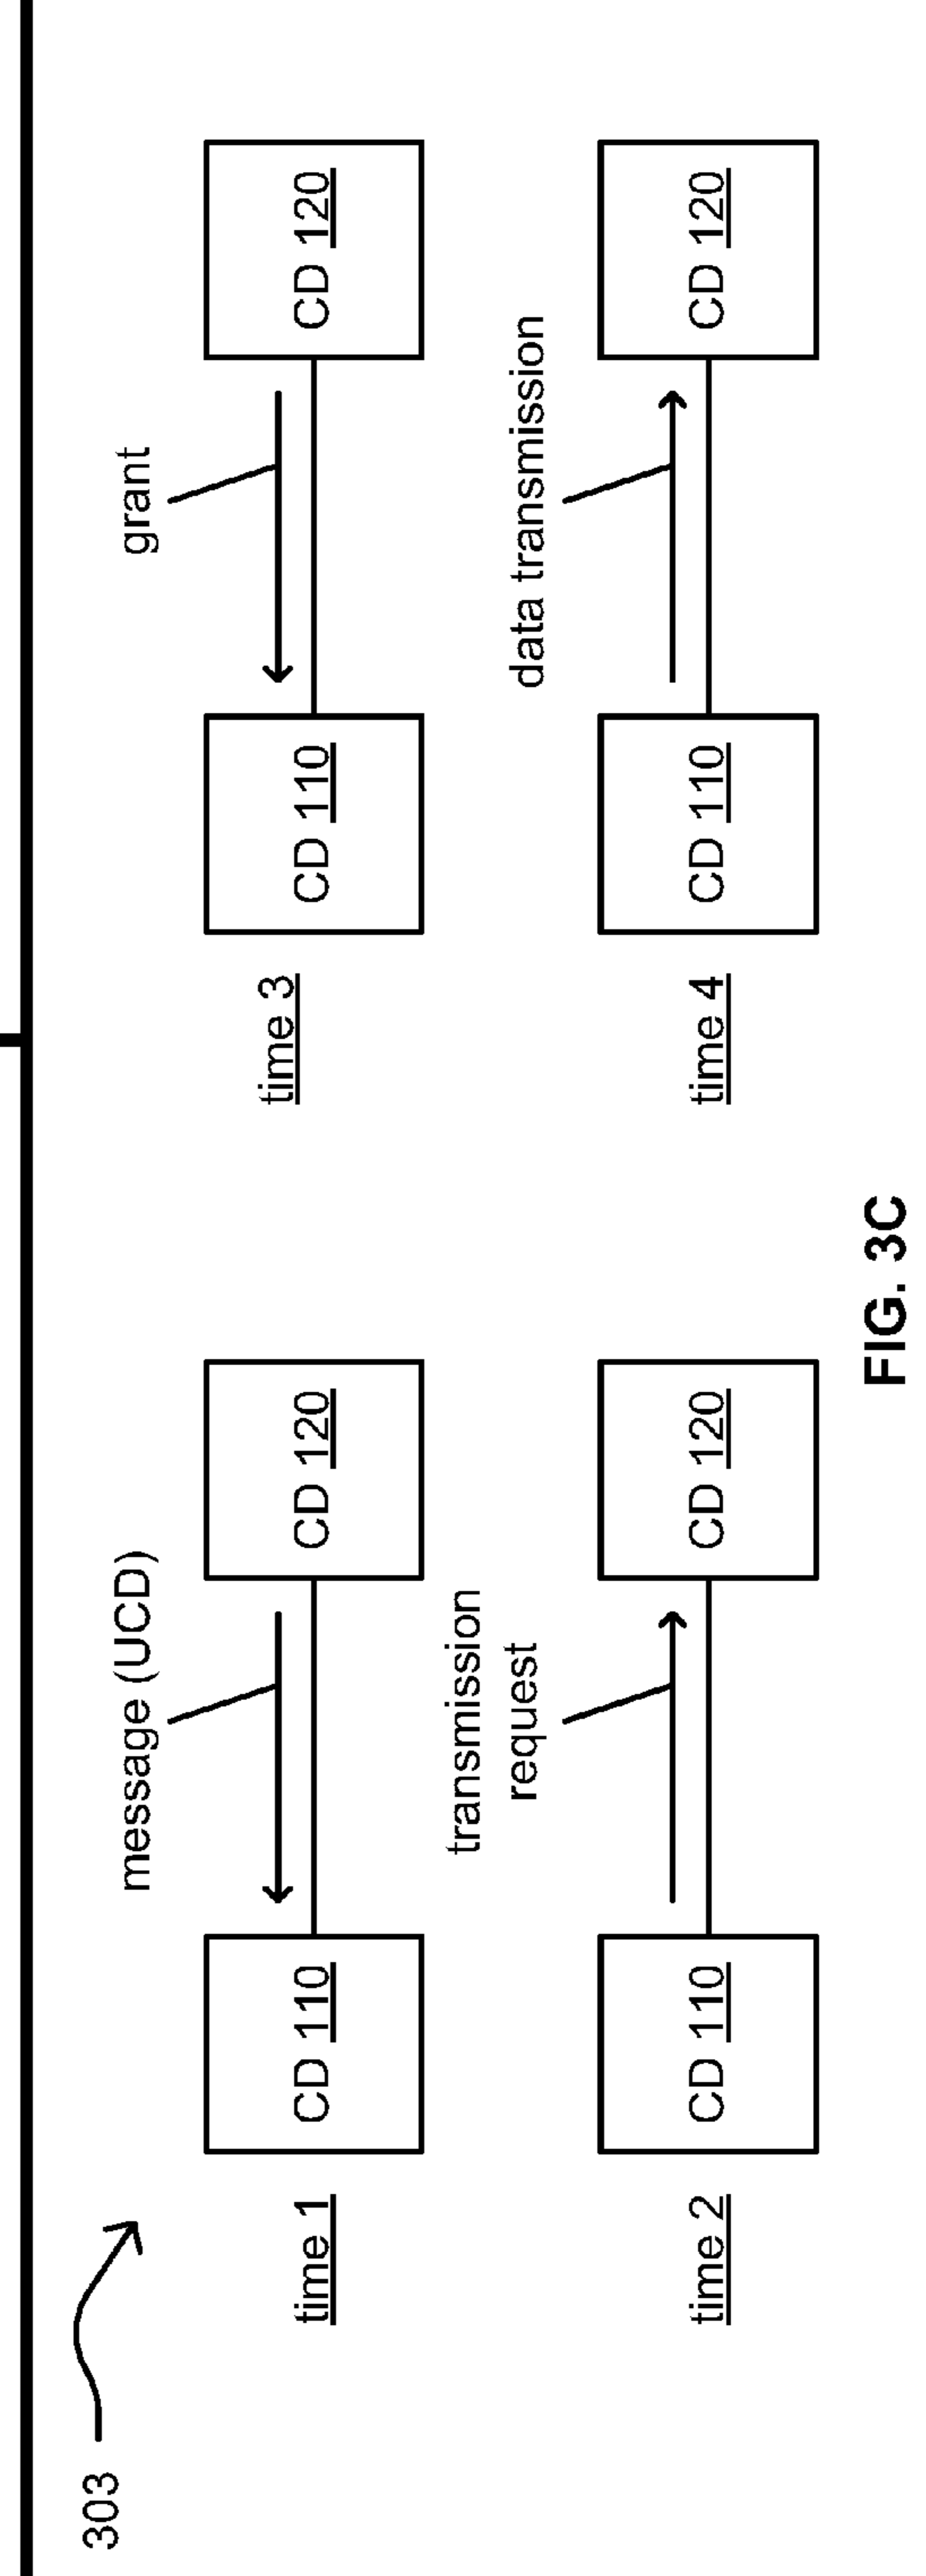 303
message (UCD)
time 1
CD 110
CD 120
transmission
request
time 2
CD 110
CD 120
grant
time 3
CD 110
CD 120
data transmission
time 4
CD 110
CD 120
FIG. 3C